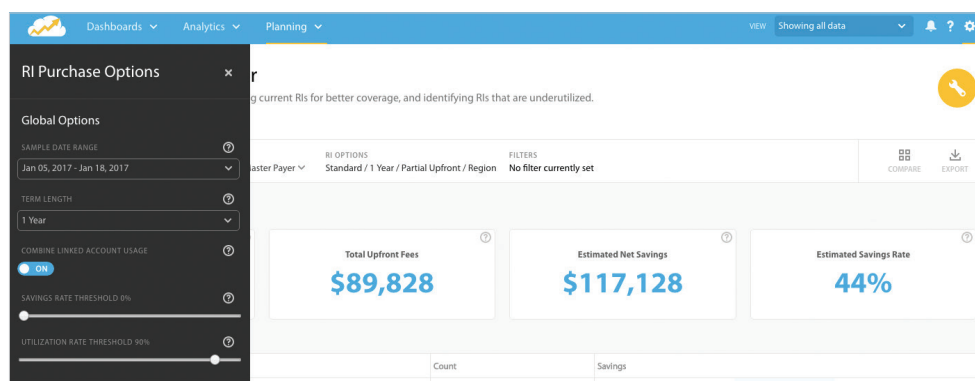 Dashboards
Analytics
Planning
VIEW
Showing all data
?
RI Purchase Options
×
r
g current RIs for better coverage, and identifying RIs that are underutilized.
Global Options
SAMPLE DATE RANGE
?
Jan 05, 2017 - Jan 18, 2017
TERM LENGTH
?
1 Year
COMBINE LINKED ACCOUNT USAGE
?
ON
SAVINGS RATE THRESHOLD 0%
?
UTILIZATION RATE THRESHOLD 90%
?
aster Payer
RI OPTIONS
Standard / 1 Year / Partial Upfront / Region
FILTERS
No filter currently set
COMPARE
EXPORT
?
Total Upfront Fees
$89,828
?
Estimated Net Savings
$117,128
?
Estimated Savings Rate
44%
Count
Savings